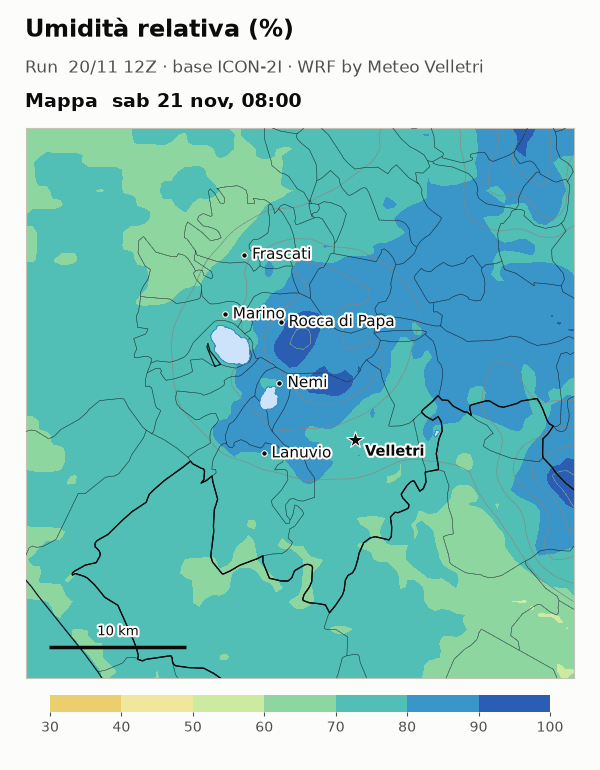 Umidità relativa (%)
Run 20/11 12Z · base ICON-2I · WRF by Meteo Velletri
Mappa sab 21 nov, 08:00
Frascati
Marino
Rocca di Papa
Nemi
Velletri
Lanuvio
10 km
30 40 50 60 70 80 90 100